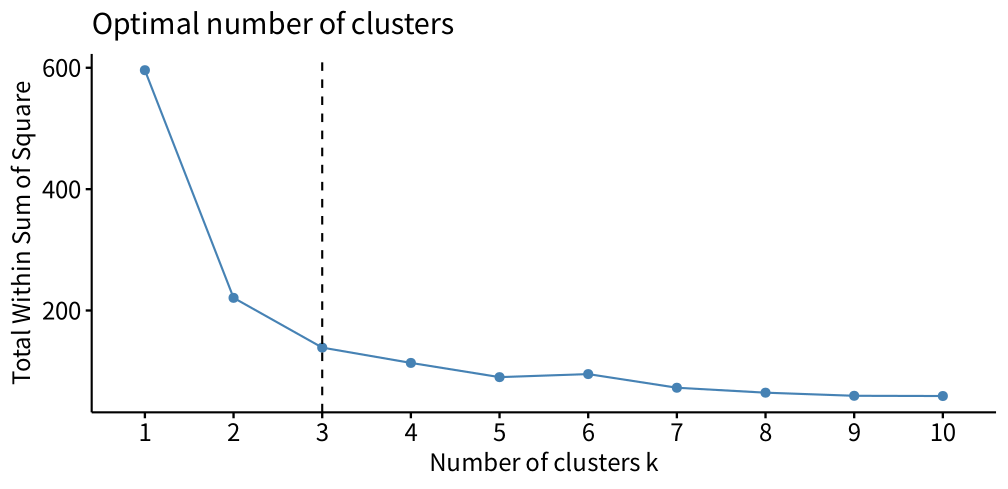 Optimal number of clusters
Total Within Sum of Square
600
400
200
1 2 3 4 5 6 7 8 9 10
Number of clusters k